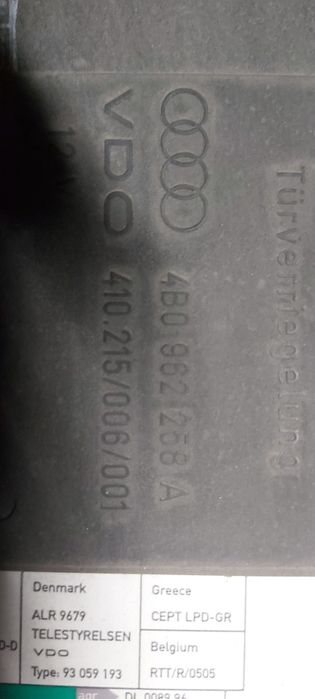 Türverriegelung
4B0 962 258 A
VDO 410.215/006/001
12 V
Denmark
ALR 9679
TELESTYRELSEN
VDO
Type: 93 059 193
Greece
CEPT LPD-GR
Belgium
RTT/R/0505
D-D